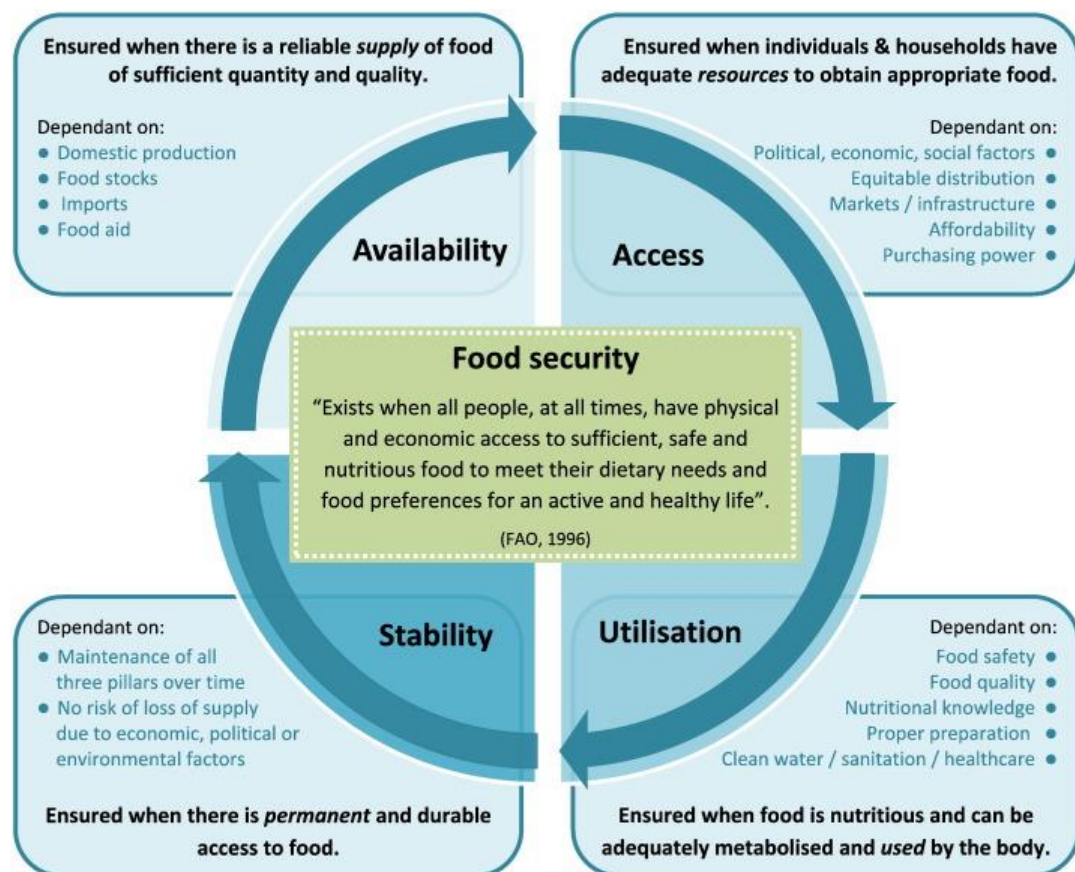 Ensured when there is a reliable supply of food
of sufficient quantity and quality.
Dependant on:
● Domestic production
● Food stocks
● Imports
● Food aid
Availability
Ensured when individuals & households have
adequate resources to obtain appropriate food.
Dependant on:
Political, economic, social factors ●
Equitable distribution ●
Markets / infrastructure ●
Affordability ●
Purchasing power ●
Access
Food security
“Exists when all people, at all times, have physical
and economic access to sufficient, safe and
nutritious food to meet their dietary needs and
food preferences for an active and healthy life”.
(FAO, 1996)
Stability
Dependant on:
● Maintenance of all
three pillars over time
● No risk of loss of supply
due to economic, political or
environmental factors
Ensured when there is permanent and durable
access to food.
Utilisation
Dependant on:
Food safety ●
Food quality ●
Nutritional knowledge ●
Proper preparation ●
Clean water / sanitation / healthcare ●
Ensured when food is nutritious and can be
adequately metabolised and used by the body.